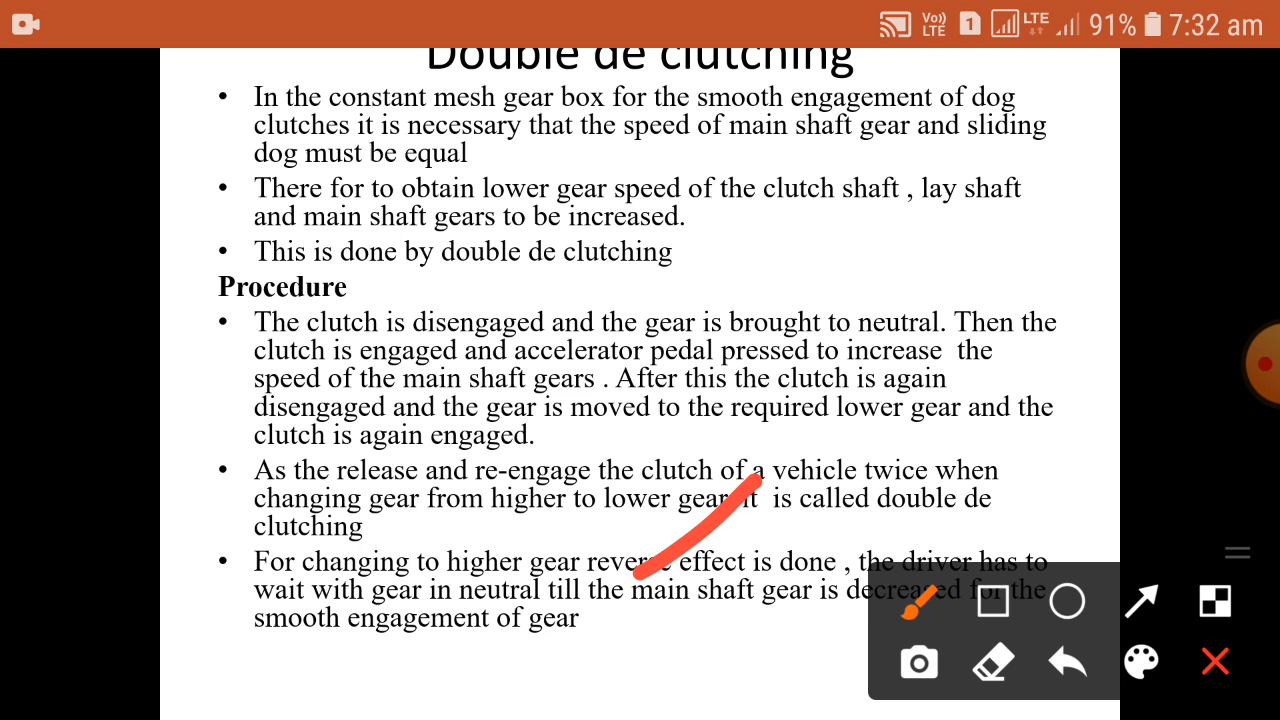 Vo)) LTE 1 LTE 91% 7:32 am
Double de clutching
• In the constant mesh gear box for the smooth engagement of dog
clutches it is necessary that the speed of main shaft gear and sliding
dog must be equal
• There for to obtain lower gear speed of the clutch shaft , lay shaft
and main shaft gears to be increased.
• This is done by double de clutching
Procedure
• The clutch is disengaged and the gear is brought to neutral. Then the
clutch is engaged and accelerator pedal pressed to increase the
speed of the main shaft gears . After this the clutch is again
disengaged and the gear is moved to the required lower gear and the
clutch is again engaged.
• As the release and re-engage the clutch of a vehicle twice when
changing gear from higher to lower gear it is called double de
clutching
• For changing to higher gear reverse effect is done , the driver has to
wait with gear in neutral till the main shaft gear is decreased for the
smooth engagement of gear